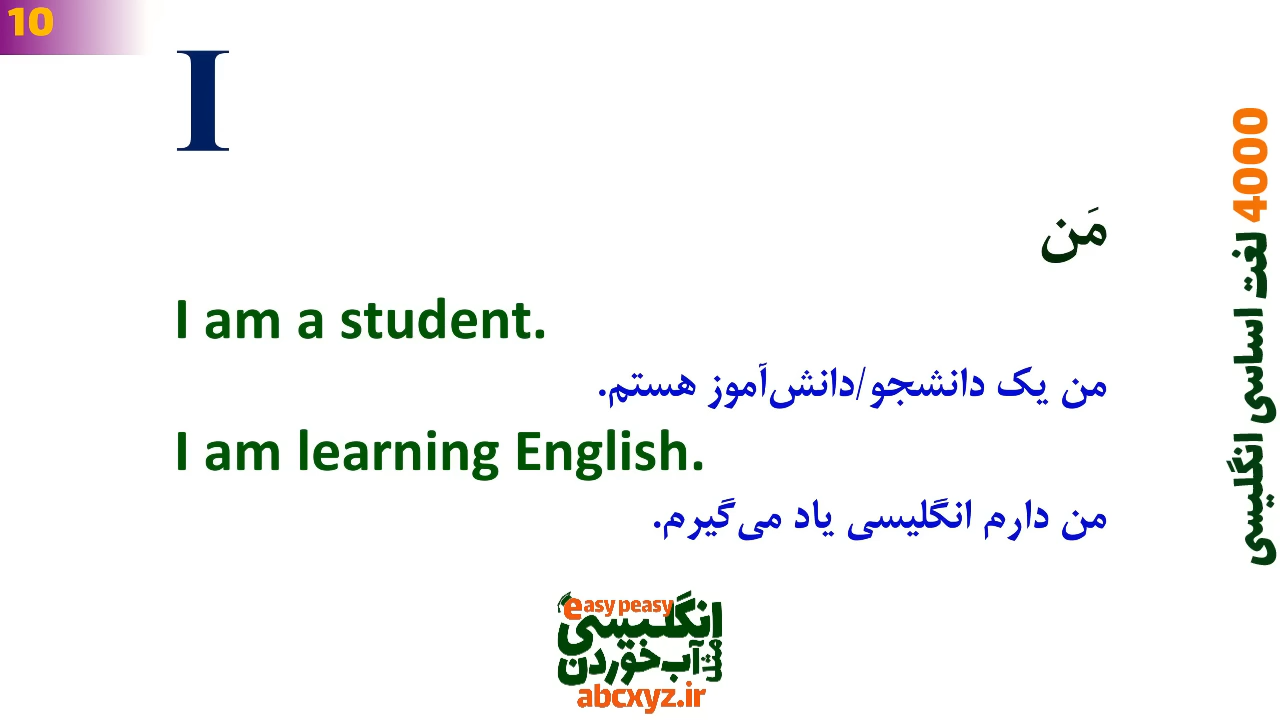 10
I
مَن
I am a student.
من یک دانشجو/دانش‌آموز هستم.
I am learning English.
من دارم انگلیسی یاد می‌گیرم.
4000 لغت اساسی انگلیسی
easy peasy
انگلیسی
مثل آب‌خوردن
abcxyz.ir